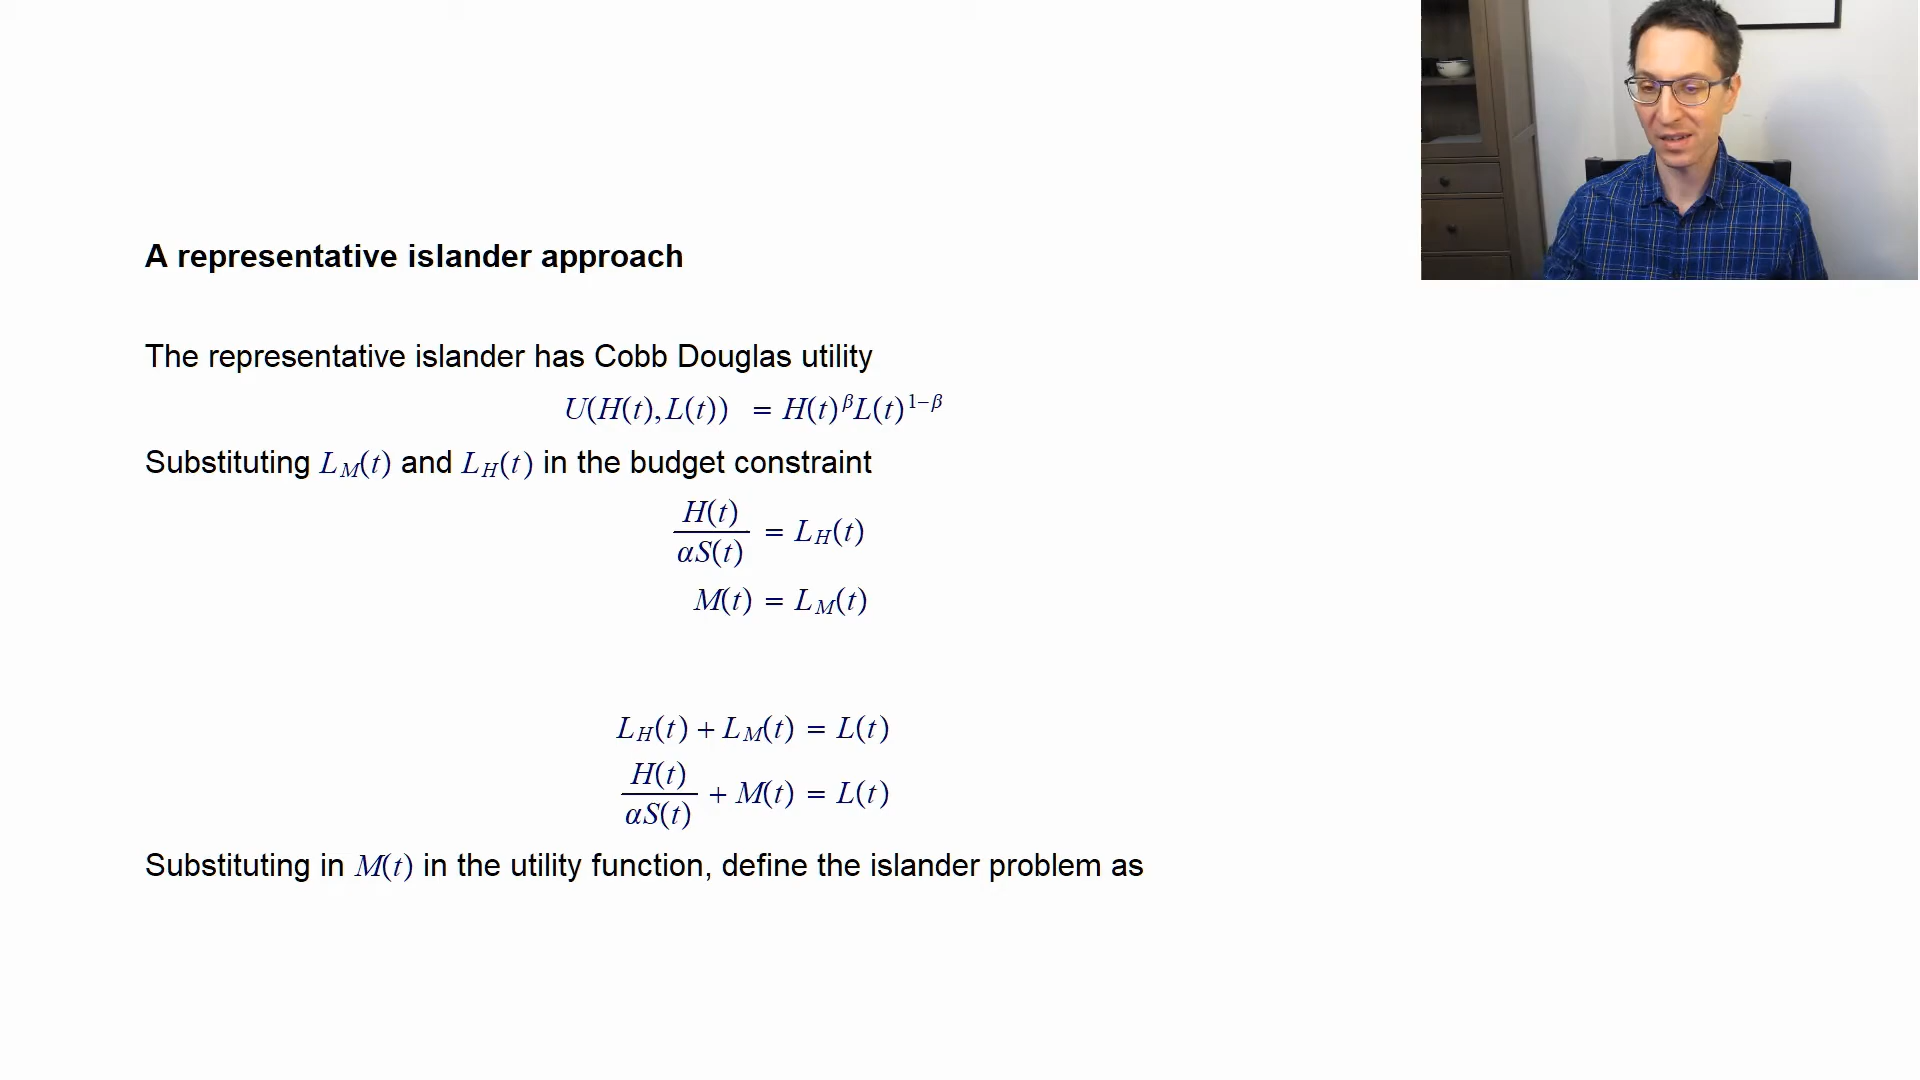 A representative islander approach
The representative islander has Cobb Douglas utility
U(H(t), L(t)) = H(t)^β L(t)^{1−β}
Substituting L_M(t) and L_H(t) in the budget constraint
H(t)/αS(t) = L_H(t)
M(t) = L_M(t)
L_H(t) + L_M(t) = L(t)
H(t)/αS(t) + M(t) = L(t)
Substituting in M(t) in the utility function, define the islander problem as